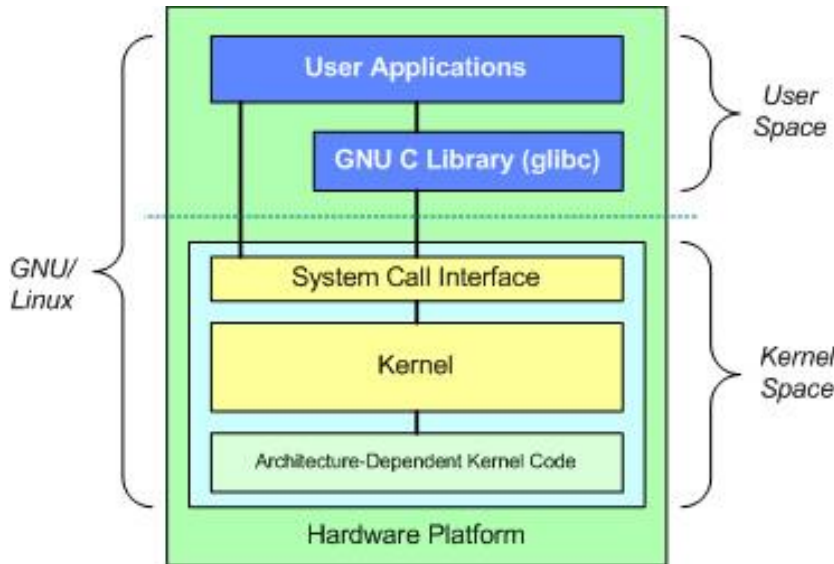 User Applications
User
Space
GNU C Library (glibc)
GNU/
Linux
System Call Interface
Kernel
Kernel
Space
Architecture-Dependent Kernel Code
Hardware Platform